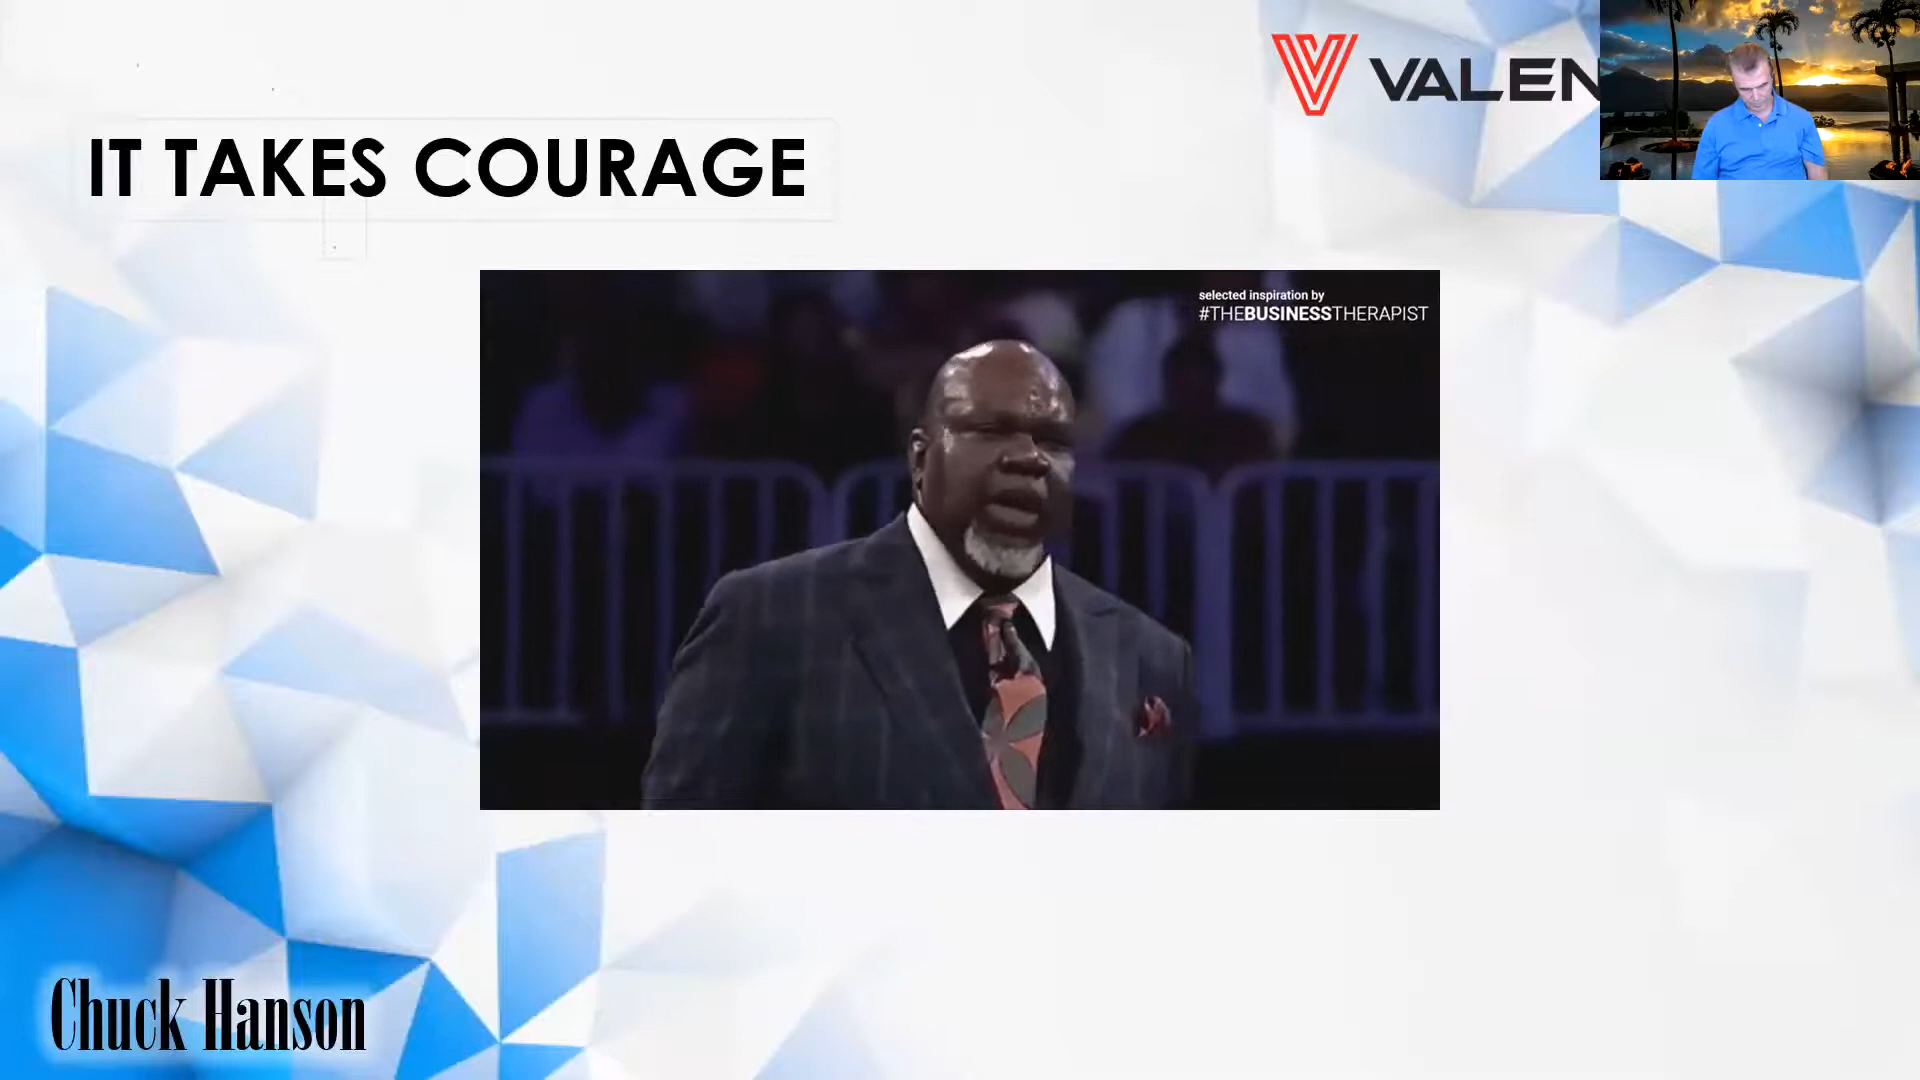 VALEN
IT TAKES COURAGE
selected inspiration by
#THEBUSINESSTHERAPIST
Chuck Hanson